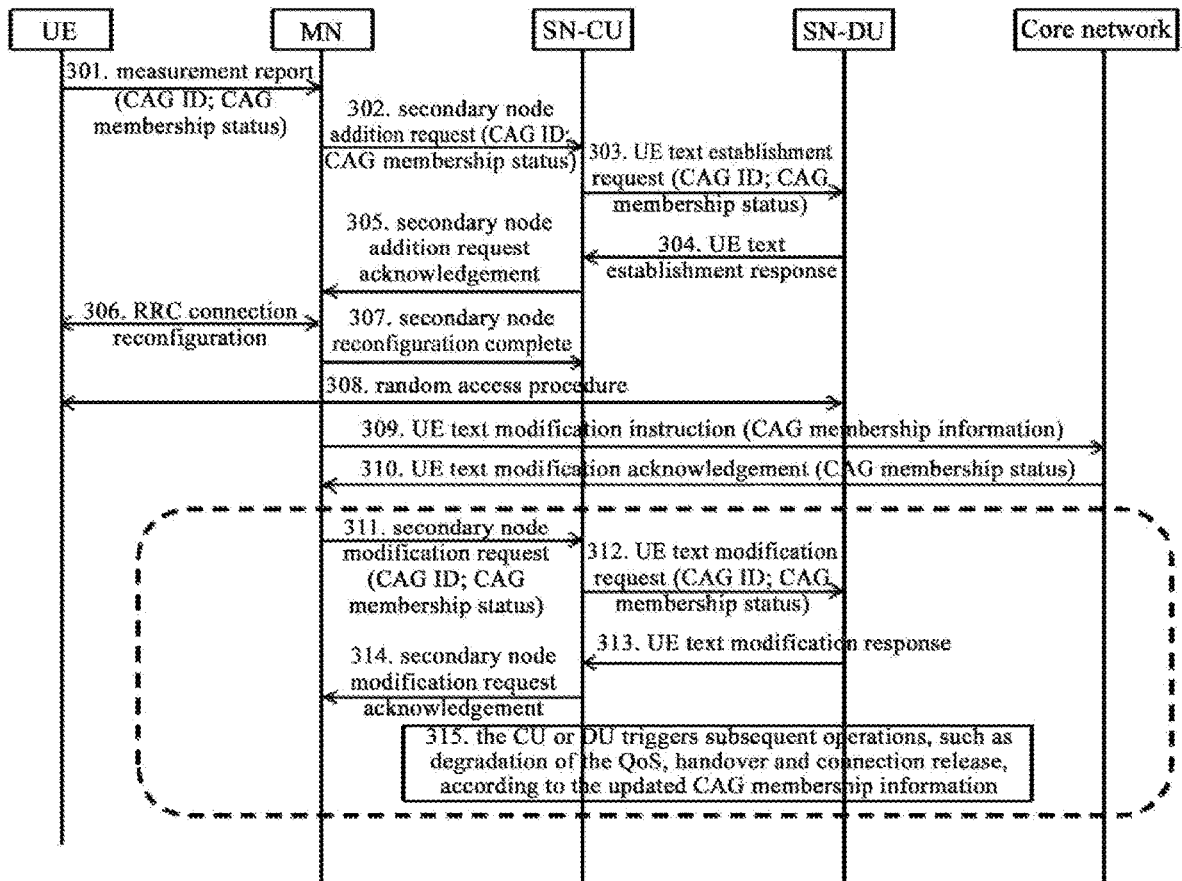 UE
MN
SN-CU
SN-DU
Core network
301. measurement report
(CAG ID; CAG
membership status)
302. secondary node
addition request (CAG ID;
CAG membership status)
303. UE text establishment
request (CAG ID; CAG
membership status)
304. UE text
establishment response
305. secondary node
addition request
acknowledgement
306. RRC connection
reconfiguration
307. secondary node
reconfiguration complete
308. random access procedure
309. UE text modification instruction (CAG membership information)
310. UE text modification acknowledgement (CAG membership status)
311. secondary node
modification request
(CAG ID; CAG
membership status)
312. UE text modification
request (CAG ID; CAG
membership status)
313. UE text modification response
314. secondary node
modification request
acknowledgement
315. the CU or DU triggers subsequent operations, such as
degradation of the QoS, handover and connection release,
according to the updated CAG membership information